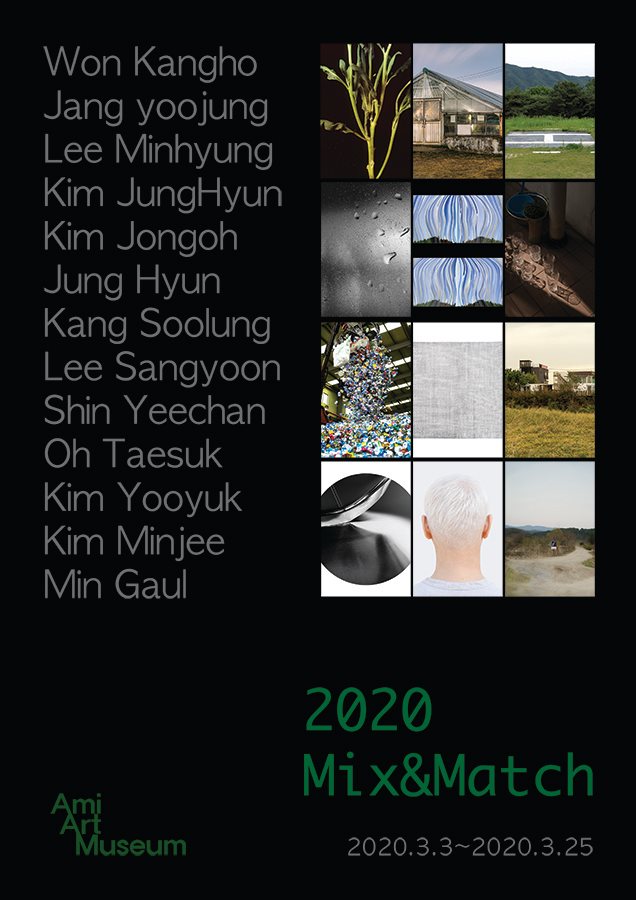 Won Kangho
Jang yoojung
Lee Minhyung
Kim JungHyun
Kim Jongoh
Jung Hyun
Kang Soolung
Lee Sangyoon
Shin Yeechan
Oh Taesuk
Kim Yooyuk
Kim Minjee
Min Gaul
2020
Mix&Match
Ami
Art
Museum
2020.3.3~2020.3.25